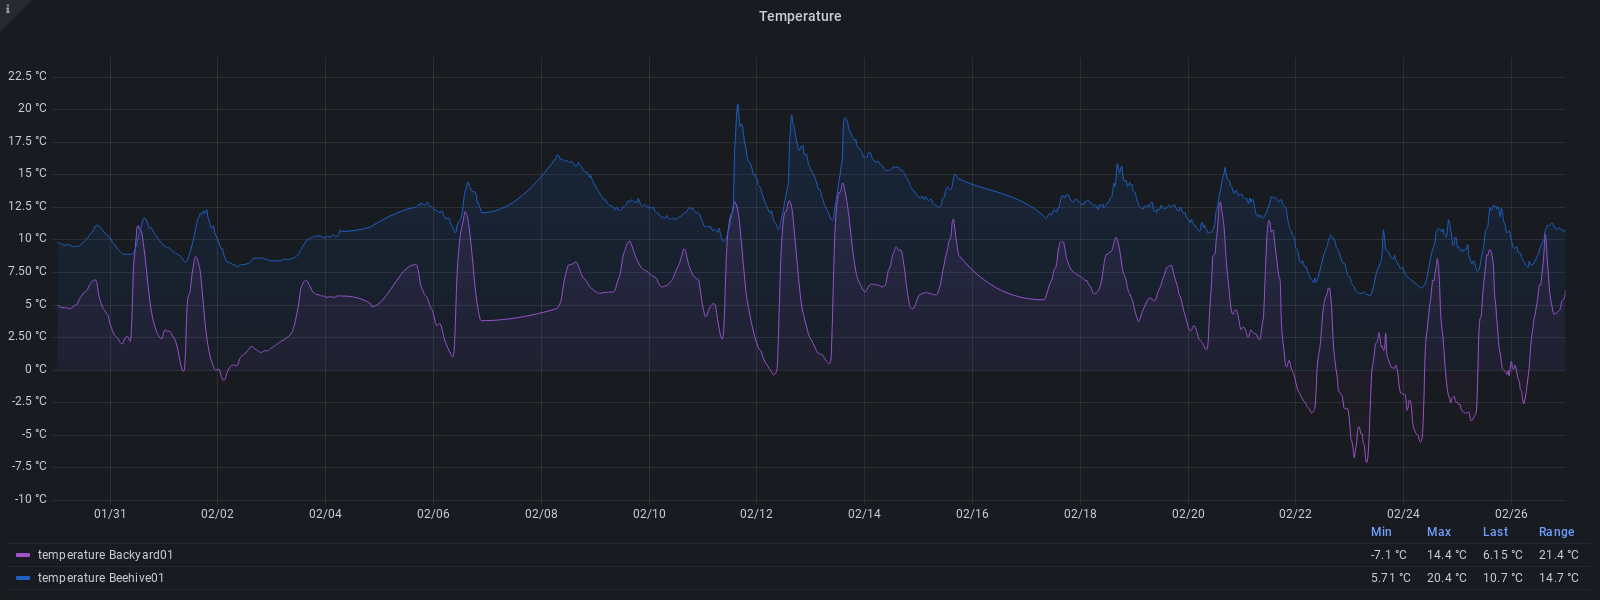 i
Temperature
22.5 °C
20 °C
17.5 °C
15 °C
12.5 °C
10 °C
7.50 °C
5 °C
2.50 °C
0 °C
-2.5 °C
-5 °C
-7.5 °C
-10 °C
01/31 02/02 02/04 02/06 02/08 02/10 02/12 02/14 02/16 02/18 02/20 02/22 02/24 02/26
Min Max Last Range
temperature Backyard01 -7.1 °C 14.4 °C 6.15 °C 21.4 °C
temperature Beehive01 5.71 °C 20.4 °C 10.7 °C 14.7 °C